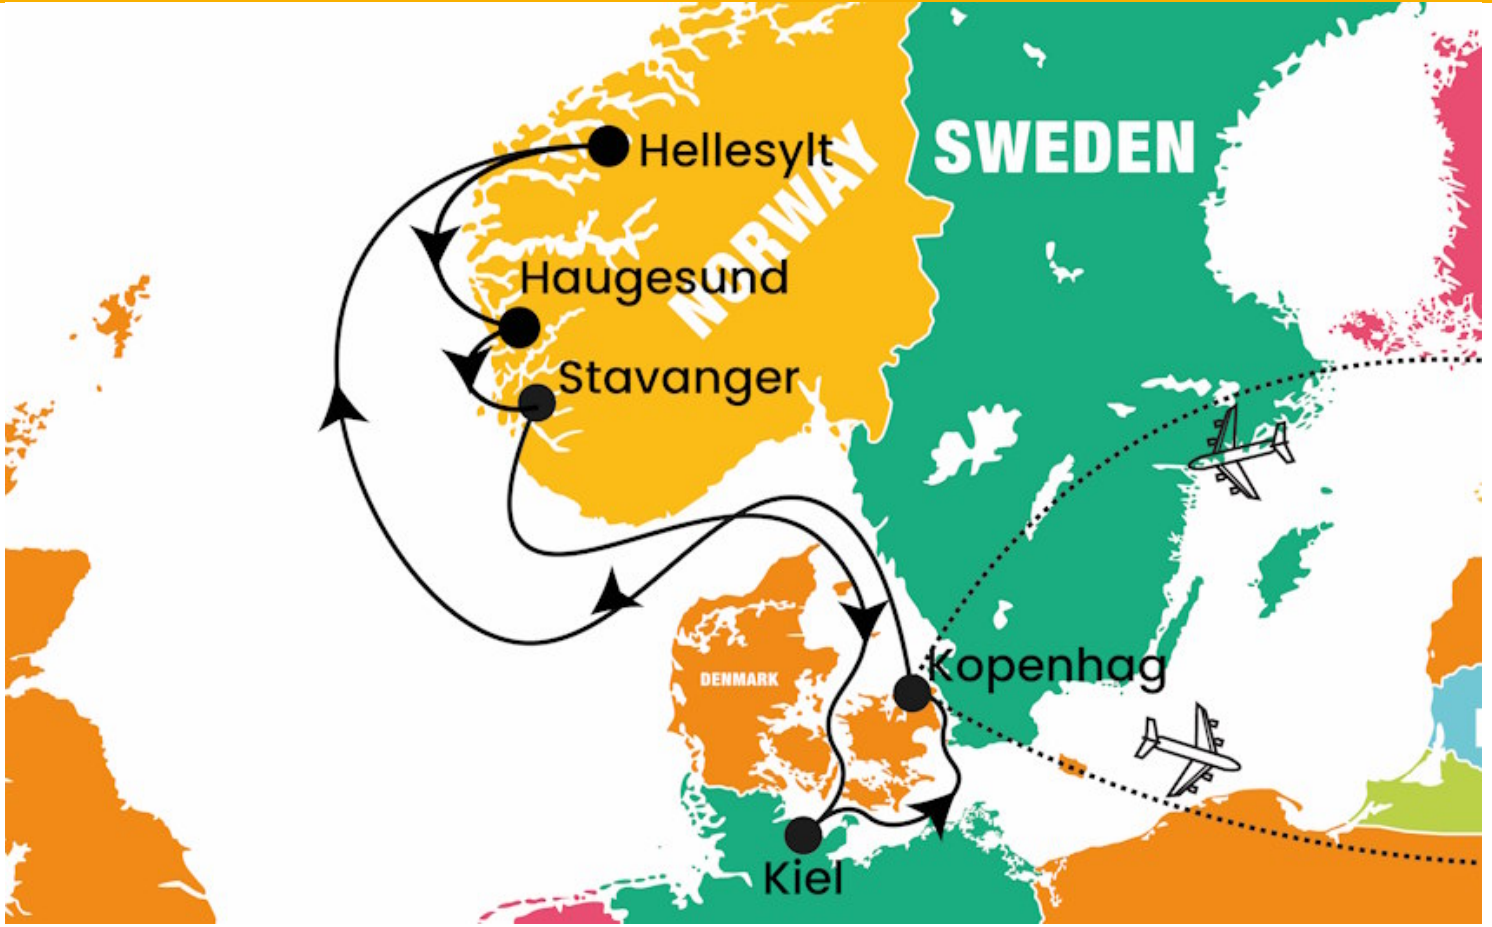 Hellesylt
SWEDEN
NORWAY
Haugesund
Stavanger
Kopenhag
DENMARK
Kiel